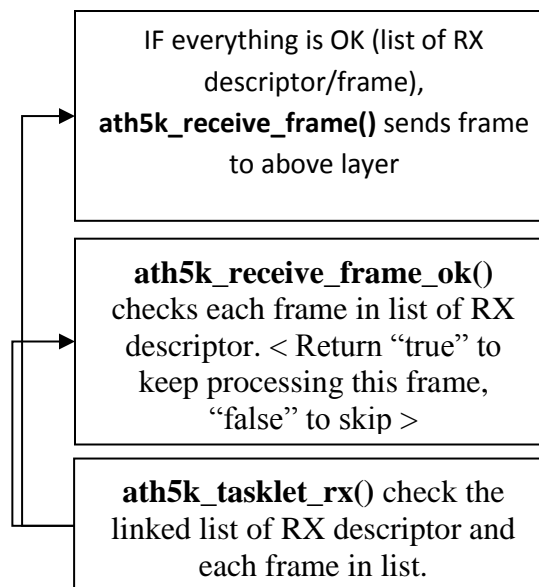 IF everything is OK (list of RX
descriptor/frame),
ath5k_receive_frame() sends frame
to above layer
ath5k_receive_frame_ok()
checks each frame in list of RX
descriptor. < Return “true” to
keep processing this frame,
“false” to skip >
ath5k_tasklet_rx() check the
linked list of RX descriptor and
each frame in list.